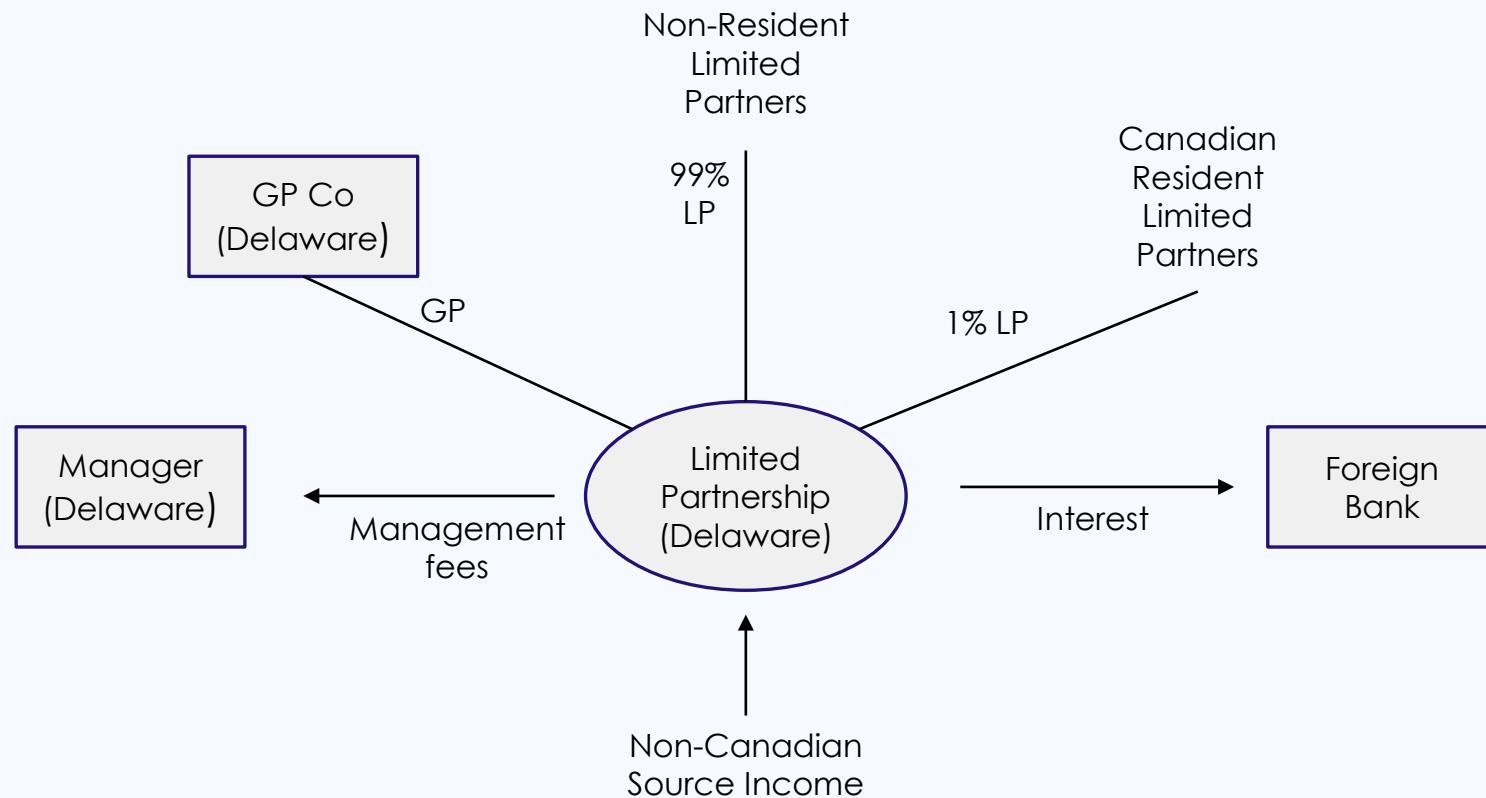 Non-Resident
Limited
Partners
Canadian
Resident
Limited
Partners
GP Co
(Delaware)
99%
LP
GP
1% LP
Manager
(Delaware)
Management
fees
Limited
Partnership
(Delaware)
Interest
Foreign
Bank
Non-Canadian
Source Income